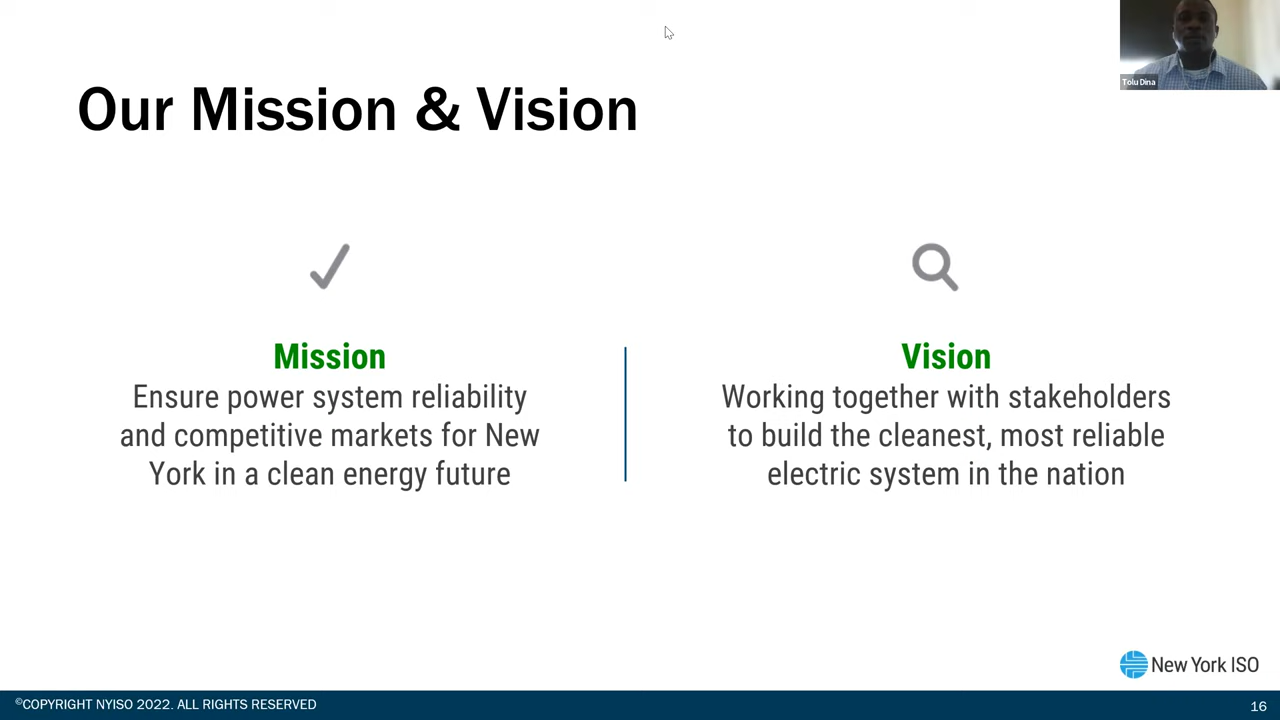 Tolu Dina
Our Mission & Vision
Mission
Ensure power system reliability
and competitive markets for New
York in a clean energy future
Vision
Working together with stakeholders
to build the cleanest, most reliable
electric system in the nation
New York ISO
©COPYRIGHT NYISO 2022. ALL RIGHTS RESERVED
16